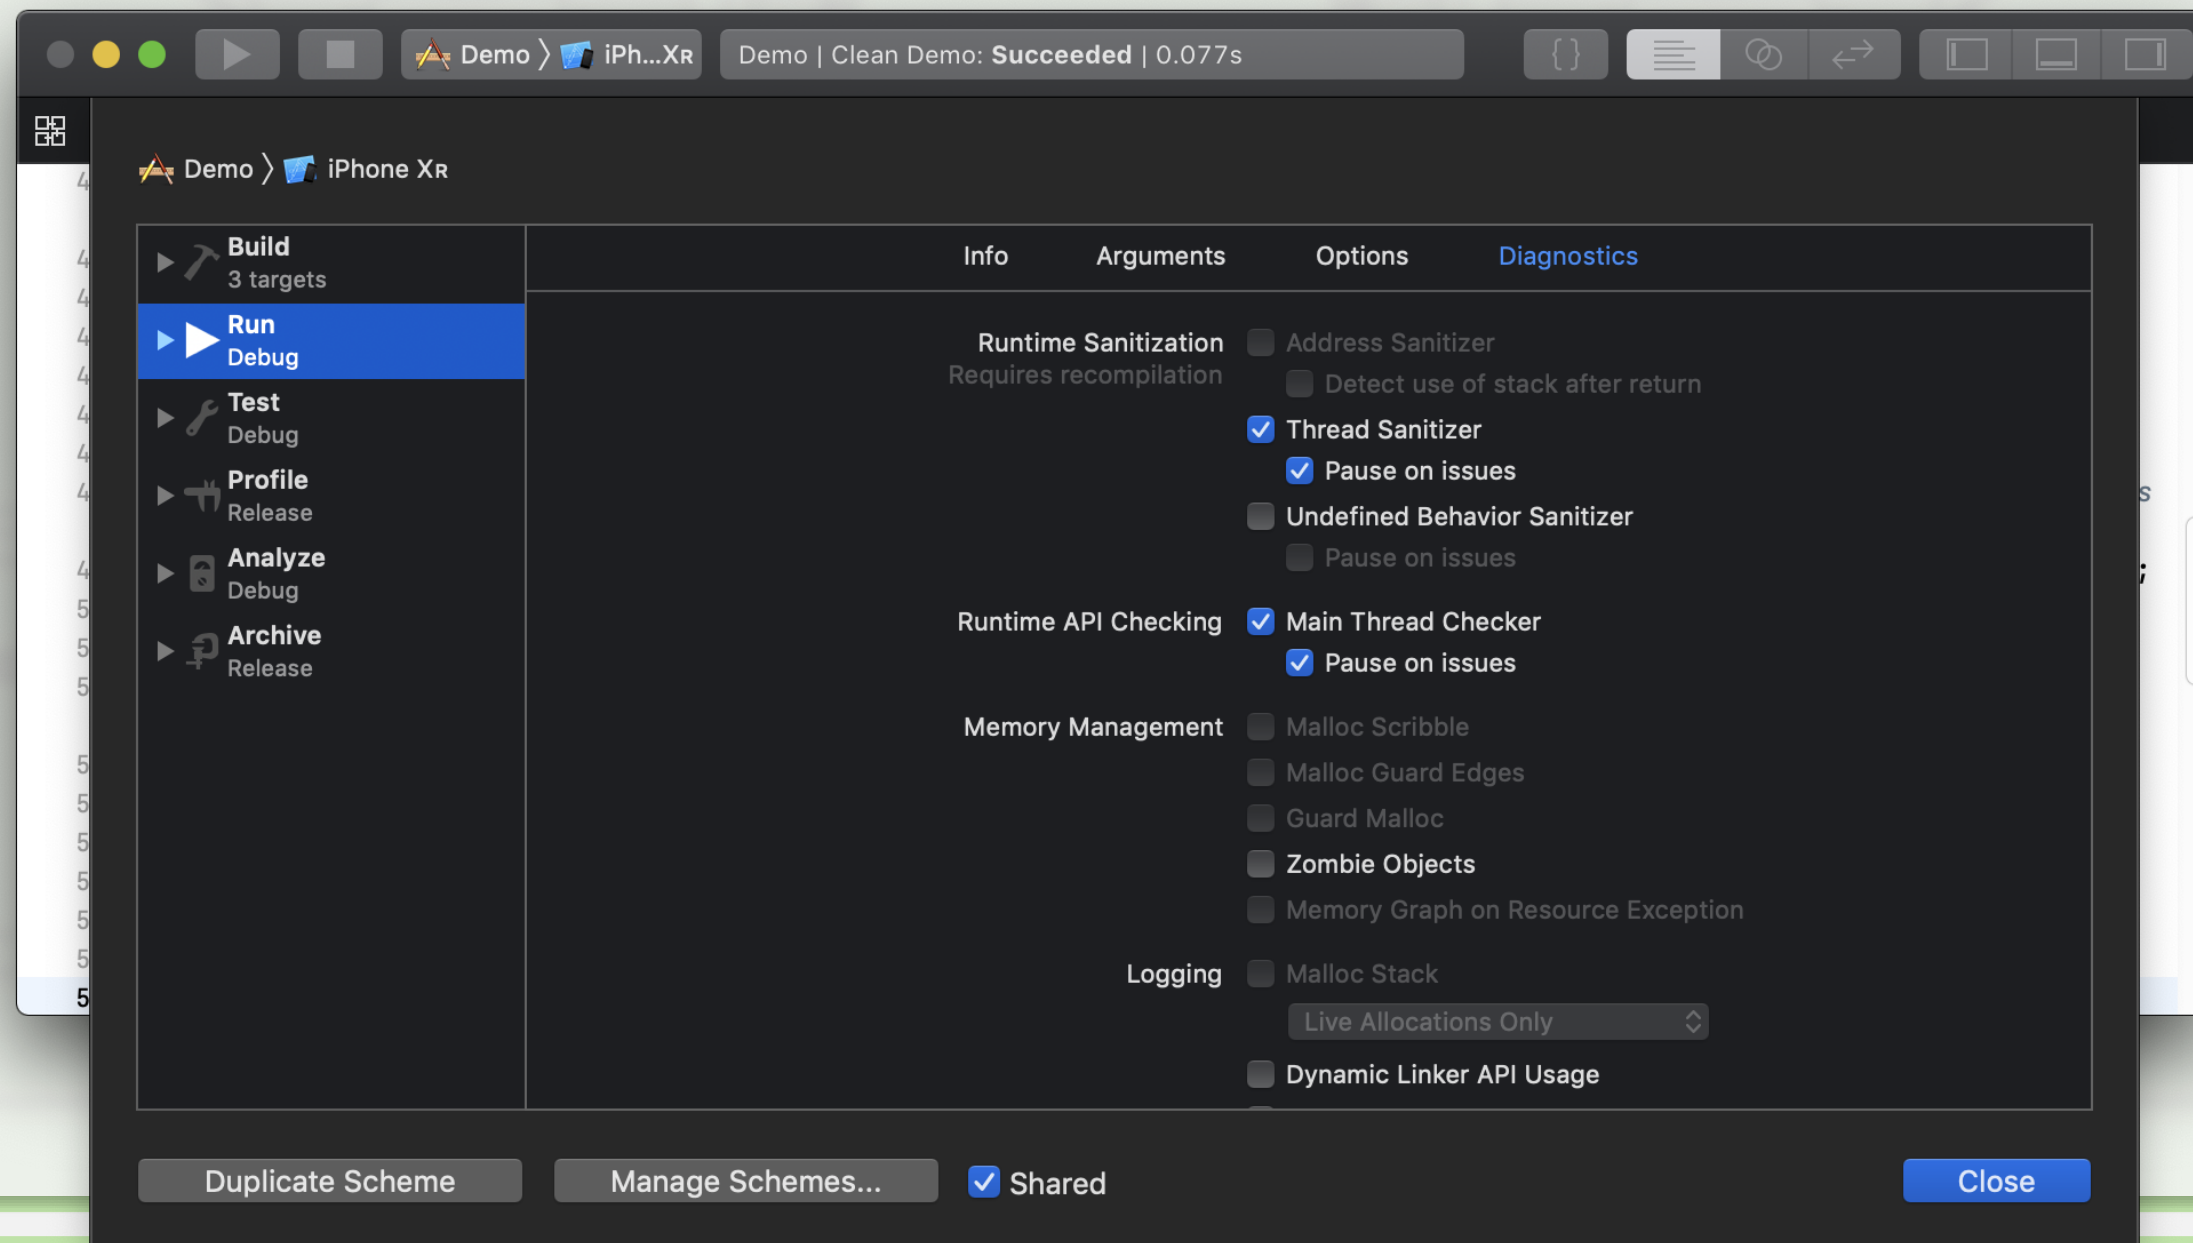 Demo 〉 iPh...XR
Demo | Clean Demo: Succeeded | 0.077s
{ }
Demo 〉 iPhone XR
Build
3 targets
Run
Debug
Test
Debug
Profile
Release
Analyze
Debug
Archive
Release
Info Arguments Options Diagnostics
Runtime Sanitization Address Sanitizer
Requires recompilation Detect use of stack after return
Thread Sanitizer
Pause on issues
Undefined Behavior Sanitizer
Pause on issues
Runtime API Checking Main Thread Checker
Pause on issues
Memory Management Malloc Scribble
Malloc Guard Edges
Guard Malloc
Zombie Objects
Memory Graph on Resource Exception
Logging Malloc Stack
Live Allocations Only
Dynamic Linker API Usage
Duplicate Scheme Manage Schemes... Shared Close